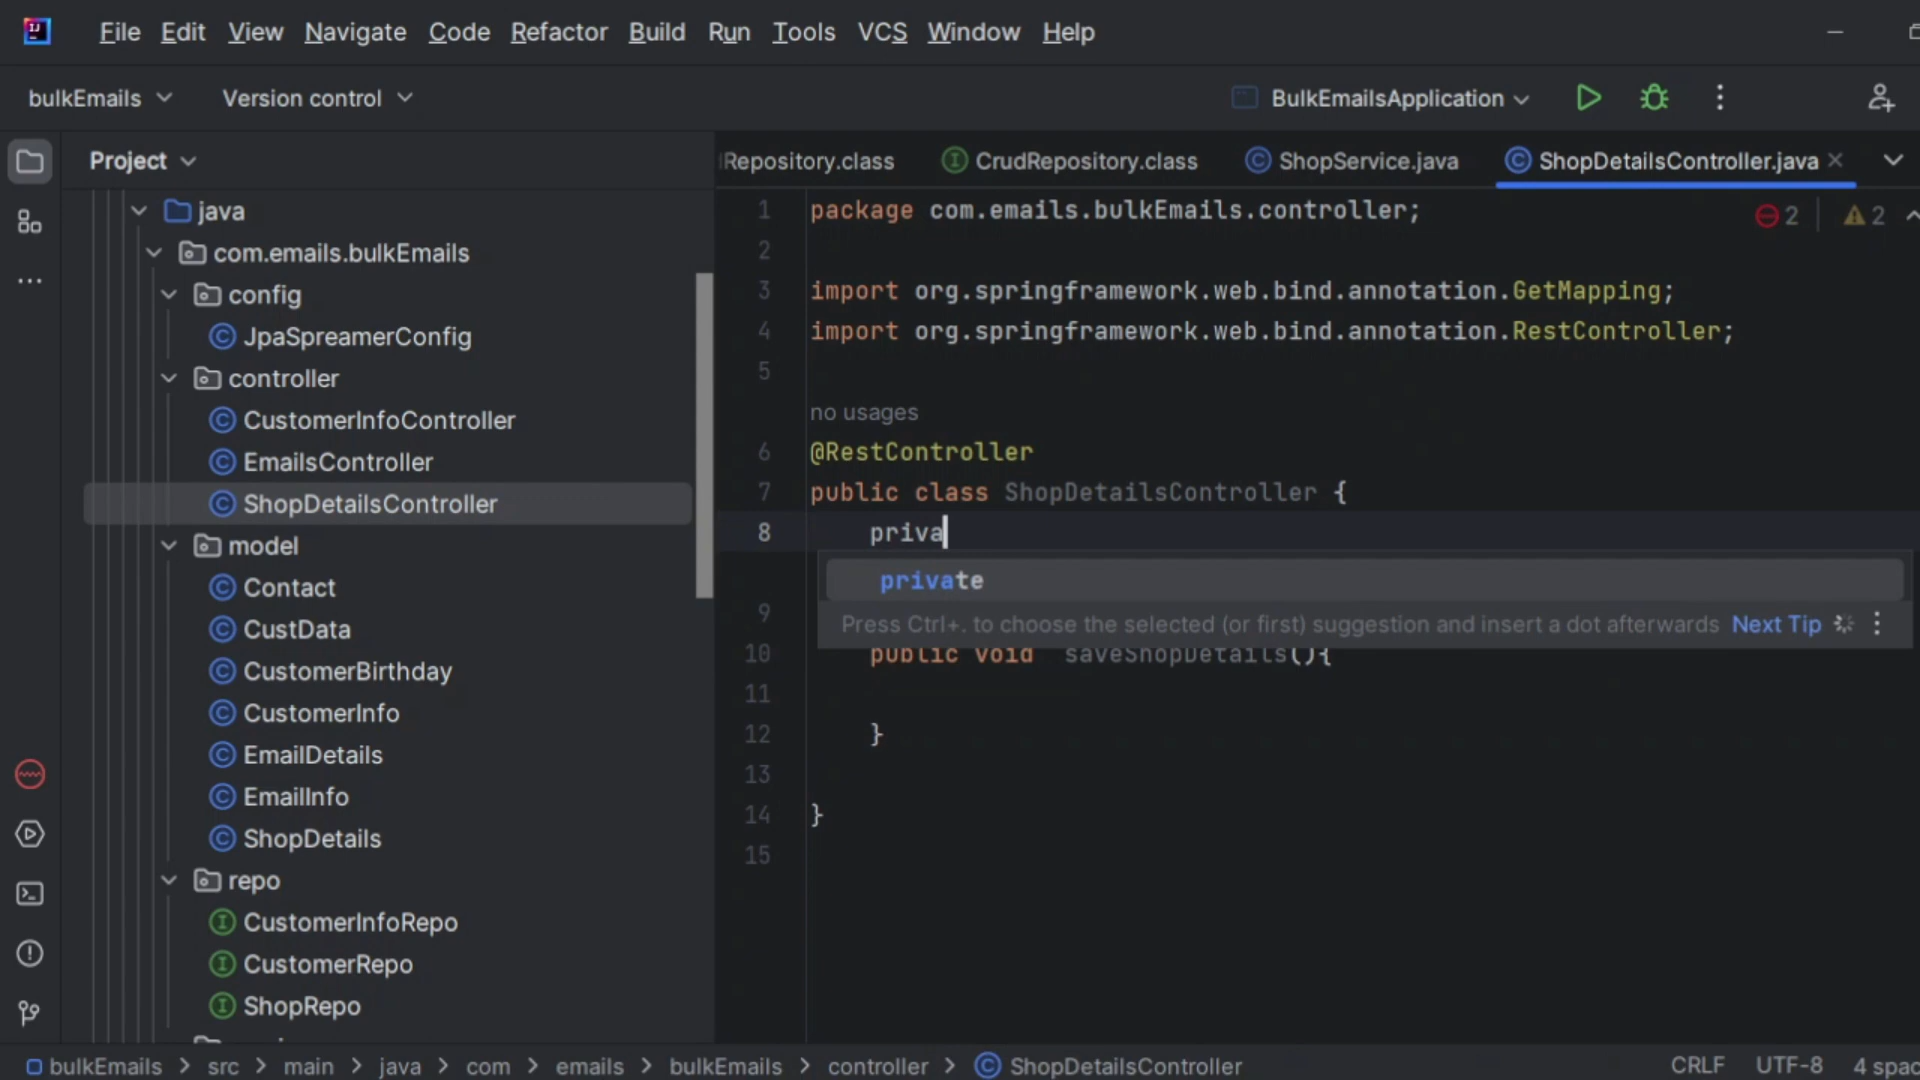 File Edit View Navigate Code Refactor Build Run Tools VCS Window Help
bulkEmails Version control BulkEmailsApplication
Project
Repository.class CrudRepository.class ShopService.java ShopDetailsController.java
java
com.emails.bulkEmails
config
JpaSpreamerConfig
controller
CustomerInfoController
EmailsController
ShopDetailsController
model
Contact
CustData
CustomerBirthday
CustomerInfo
EmailDetails
EmailInfo
ShopDetails
repo
CustomerInfoRepo
CustomerRepo
ShopRepo
1 package com.emails.bulkEmails.controller;
2 2
2
3 import org.springframework.web.bind.annotation.GetMapping;
4 import org.springframework.web.bind.annotation.RestController;
5
no usages
6 @RestController
7 public class ShopDetailsController {
8 priva
private
9
Press Ctrl+. to choose the selected (or first) suggestion and insert a dot afterwards Next Tip
10 public void saveShopDetails(){
11
12 }
13
14 }
15
bulkEmails > src > main > java > com > emails > bulkEmails > controller > ShopDetailsController CRLF UTF-8 4 spac